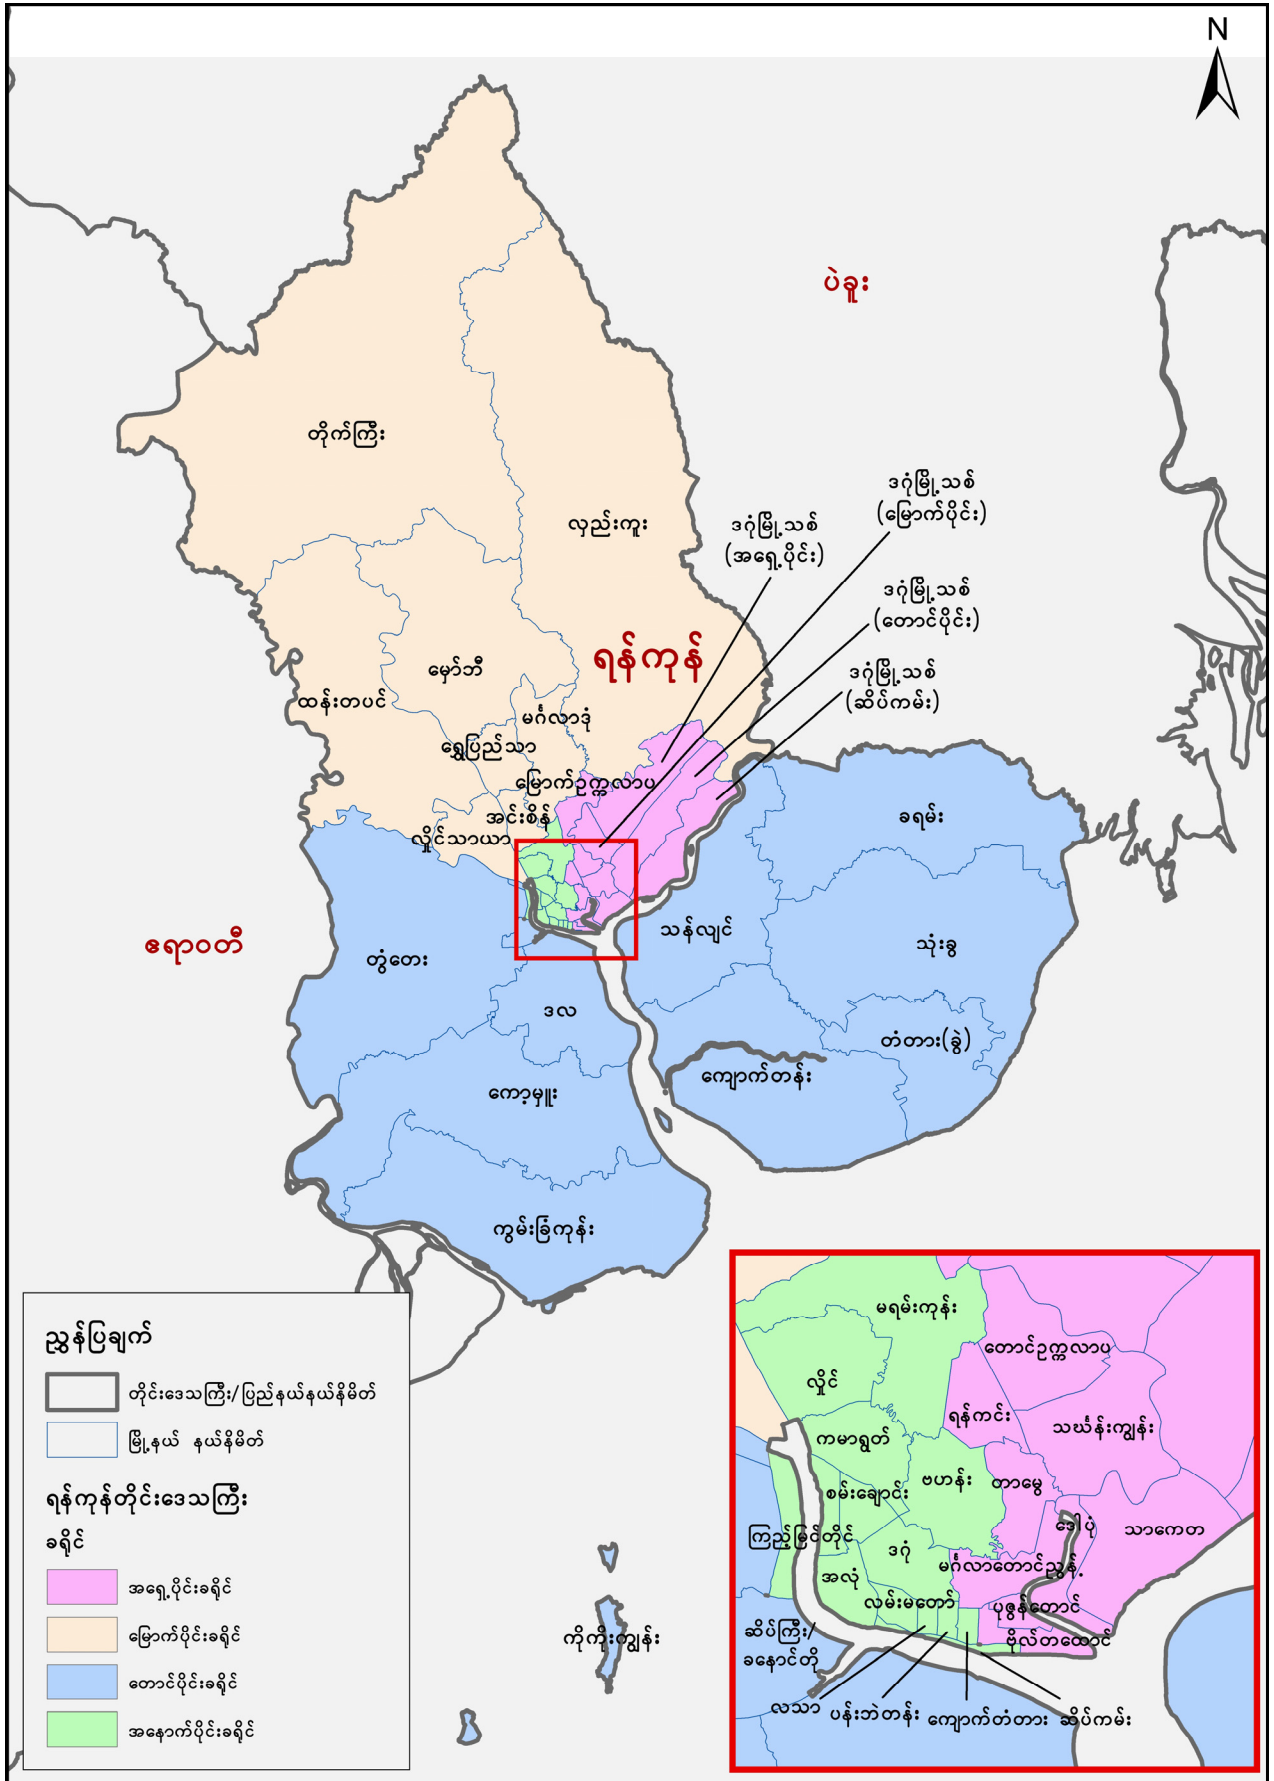 N
ပဲခူး
တိုက်ကြီး
ဒဂုံမြို့သစ်
(မြောက်ပိုင်း)
လှည်းကူး
ဒဂုံမြို့သစ်
(အရှေ့ပိုင်း)
ဒဂုံမြို့သစ်
(တောင်ပိုင်း)
ရန်ကုန်
မှော်ဘီ
ဒဂုံမြို့သစ်
(ဆိပ်ကမ်း)
ထန်းတပင်
မင်္ဂလာဒုံ
ရွှေပြည်သာ
မြောက်ဥက္ကလာပ
အင်းစိန်
ခရမ်း
လှိုင်သာယာ
သန်လျင်
ဧရာဝတီ
သုံးခွ
တွံတေး
ဒလ
တံတား(ခွဲ)
ကျောက်တန်း
ကော့မှူး
ကွမ်းခြံကုန်း
ကိုကိုးကျွန်း
ညွှန်ပြချက်
တိုင်းဒေသကြီး/ပြည်နယ်နယ်နိမိတ်
မြို့နယ် နယ်နိမိတ်
ရန်ကုန်တိုင်းဒေသကြီး
ခရိုင်
အရှေ့ပိုင်းခရိုင်
မြောက်ပိုင်းခရိုင်
တောင်ပိုင်းခရိုင်
အနောက်ပိုင်းခရိုင်
မရမ်းကုန်း
တောင်ဥက္ကလာပ
လှိုင်
ရန်ကင်း
သင်္ဃန်းကျွန်း
ကမာရွတ်
ဗဟန်း
တာမွေ
စမ်းချောင်း
ဒေါပုံ
သာကေတ
ကြည့်မြင်တိုင်
ဒဂုံ
မင်္ဂလာတောင်ညွန့်
အလုံ
လမ်းမတော်
ပုဇွန်တောင်
ဆိပ်ကြီး/
ခနောင်တို
ဗိုလ်တထောင်
လသာ
ပန်းဘဲတန်း
ကျောက်တံတား
ဆိပ်ကမ်း